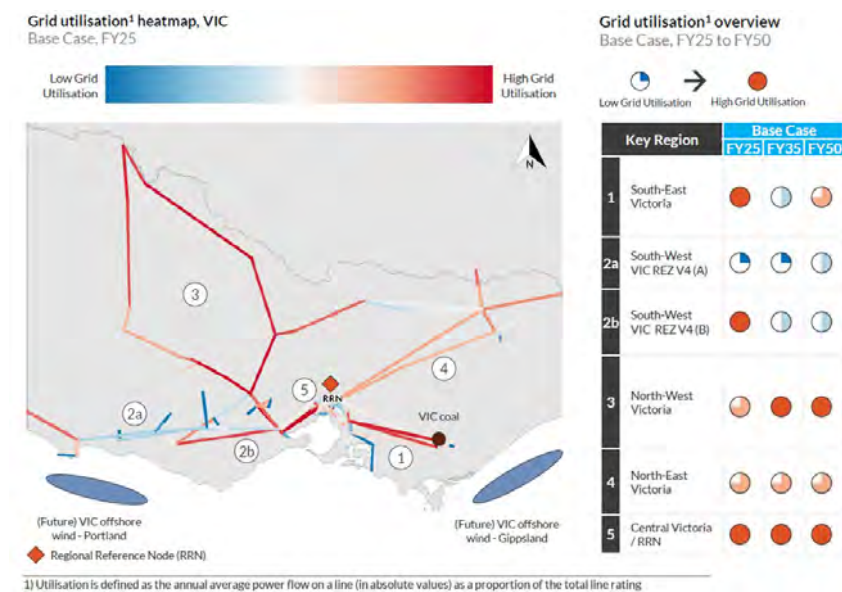 Grid utilisation¹ heatmap, VIC
Base Case, FY25
Low Grid
Utilisation
High Grid
Utilisation
N
3
4
5
RRN
VIC coal
2a
2b
1
(Future) VIC offshore
wind - Portland
(Future) VIC offshore
wind - Gippsland
Regional Reference Node (RRN)
Grid utilisation¹ overview
Base Case, FY25 to FY50
Low Grid Utilisation
High Grid Utilisation
Key Region
Base Case
FY25 FY35 FY50
1
South-East
Victoria
2a
South-West
VIC REZ V4 (A)
2b
South-West
VIC REZ V4 (B)
3
North-West
Victoria
4
North-East
Victoria
5
Central Victoria
/ RRN
1) Utilisation is defined as the annual average power flow on a line (in absolute values) as a proportion of the total line rating